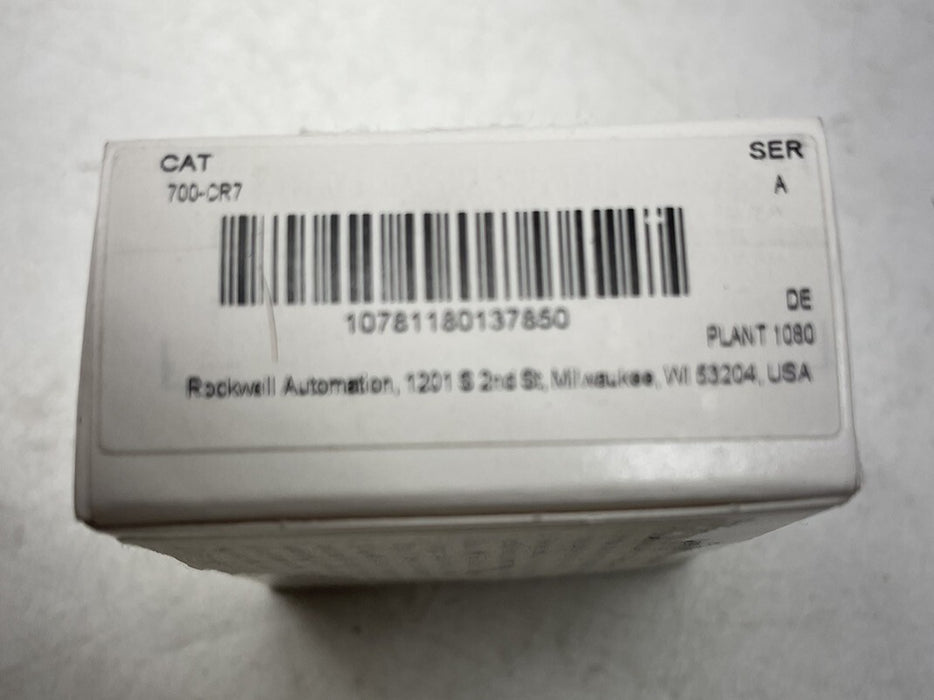 CAT
SER
700-CR7
A
10781180137850
DE
PLANT 1080
Rockwell Automation, 1201 S 2nd St, Milwaukee, WI 53204, USA